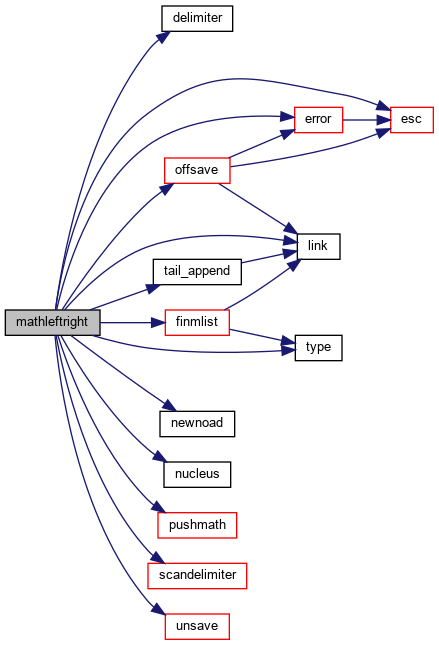 delimiter
error
esc
offsave
link
tail_append
mathleftright
finmlist
type
newnoad
nucleus
pushmath
scandelimiter
unsave